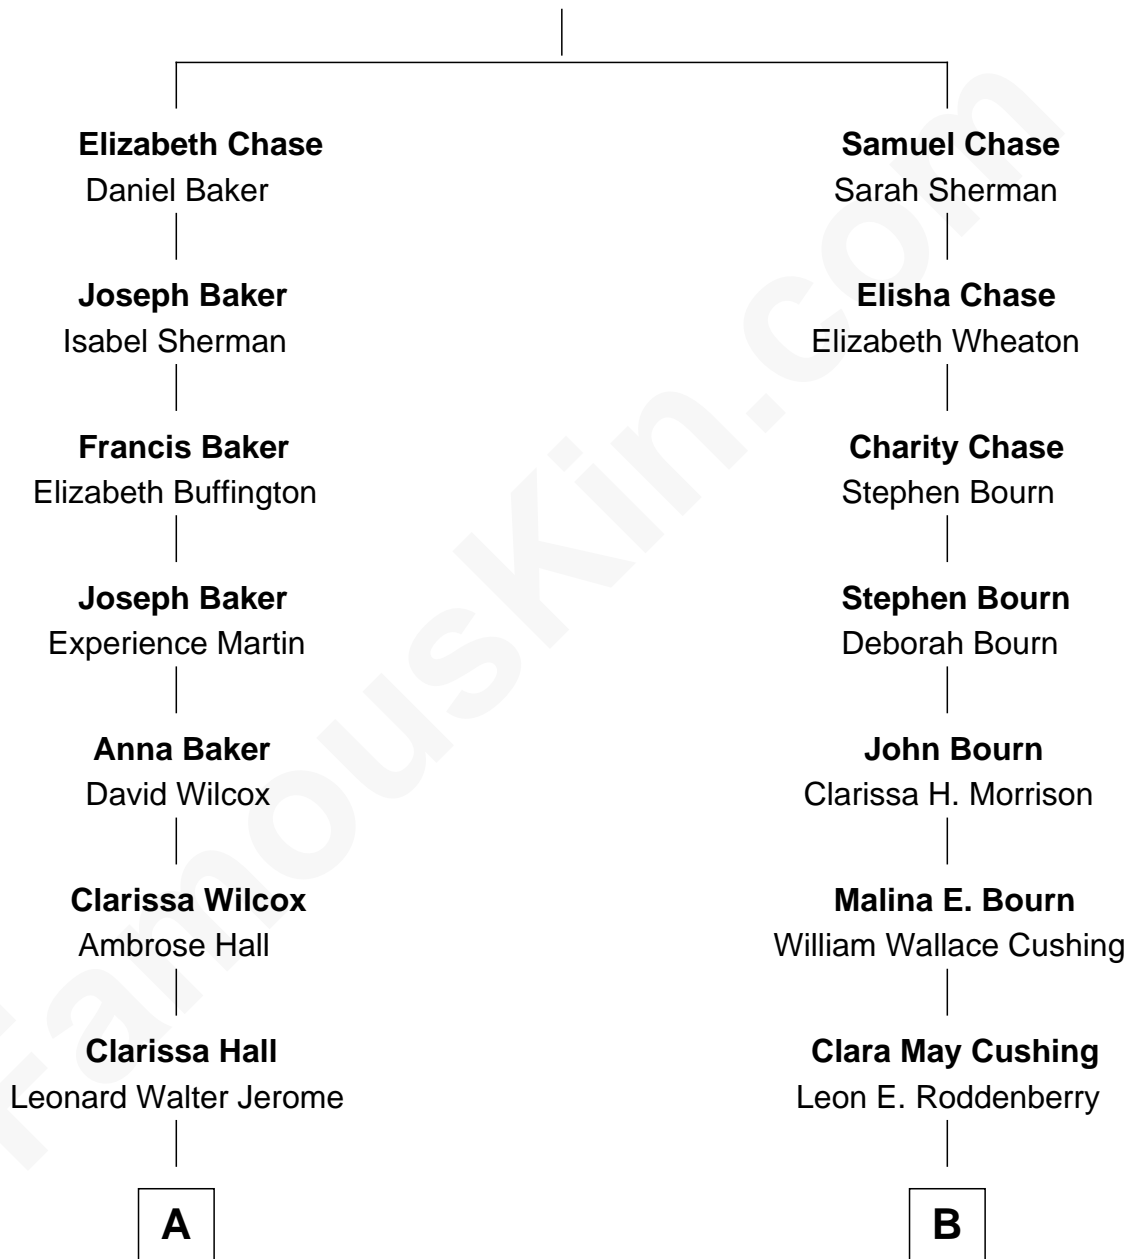 Elizabeth Chase
Daniel Baker
Joseph Baker
Isabel Sherman
Francis Baker
Elizabeth Buffington
Joseph Baker
Experience Martin
Anna Baker
David Wilcox
Clarissa Wilcox
Ambrose Hall
Clarissa Hall
Leonard Walter Jerome
A
Samuel Chase
Sarah Sherman
Elisha Chase
Elizabeth Wheaton
Charity Chase
Stephen Bourn
Stephen Bourn
Deborah Bourn
John Bourn
Clarissa H. Morrison
Malina E. Bourn
William Wallace Cushing
Clara May Cushing
Leon E. Roddenberry
B
FamousKin.com